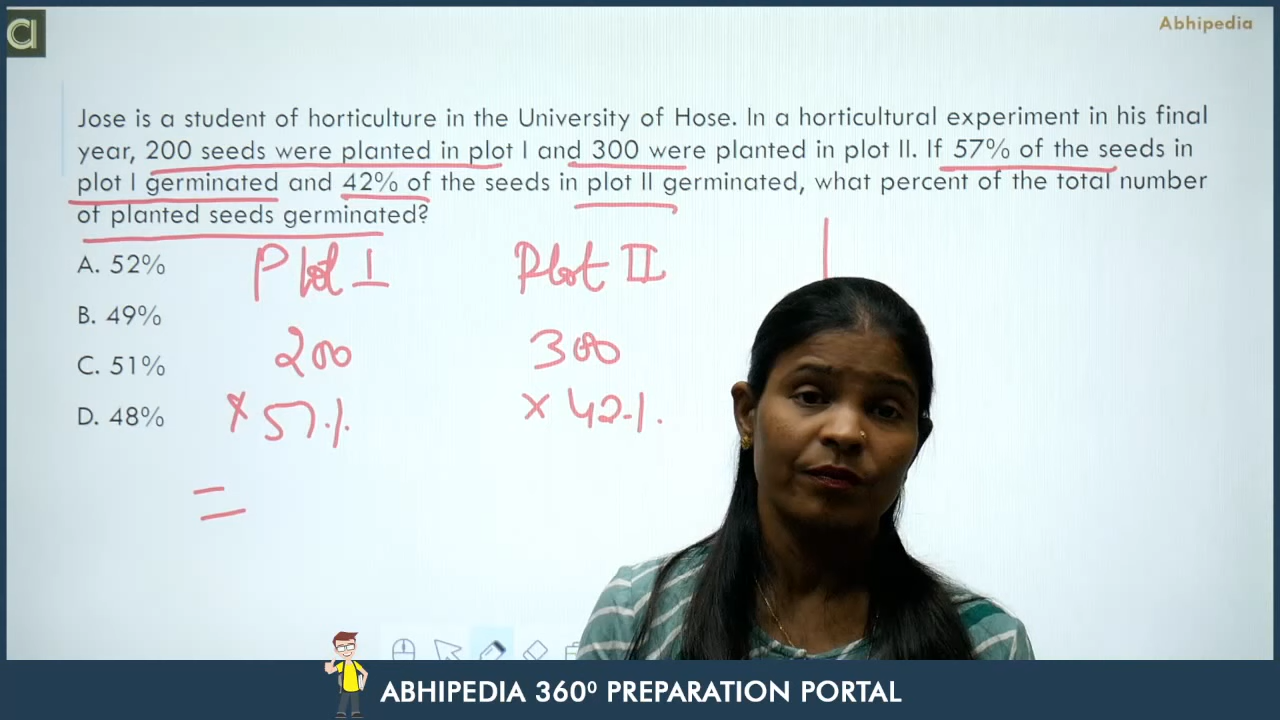 Abhipedia
Jose is a student of horticulture in the University of Hose. In a horticultural experiment in his final
year, 200 seeds were planted in plot I and 300 were planted in plot II. If 57% of the seeds in
plot I germinated and 42% of the seeds in plot II germinated, what percent of the total number
of planted seeds germinated?
A. 52%
B. 49%
C. 51%
D. 48%
Plot I Plot II
200 300
× 57% × 42%.
=
ABHIPEDIA 360⁰ PREPARATION PORTAL